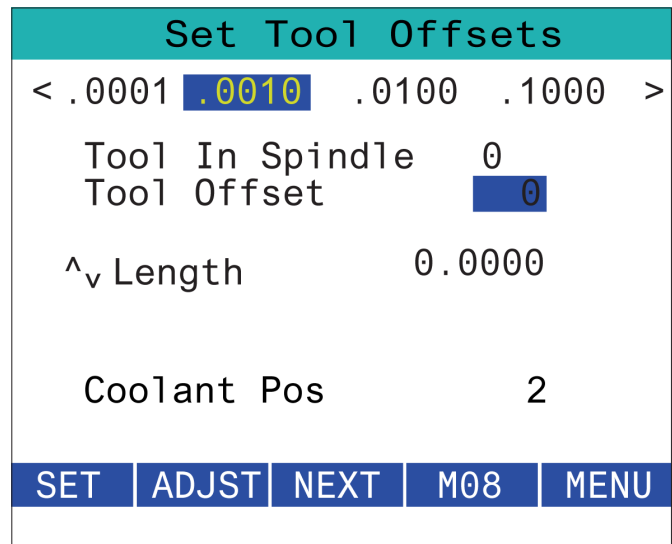 Set Tool Offsets
< .0001 .0010 .0100 .1000 >
Tool In Spindle 0
Tool Offset 0
^v Length 0.0000
Coolant Pos 2
SET ADJST NEXT M08 MENU